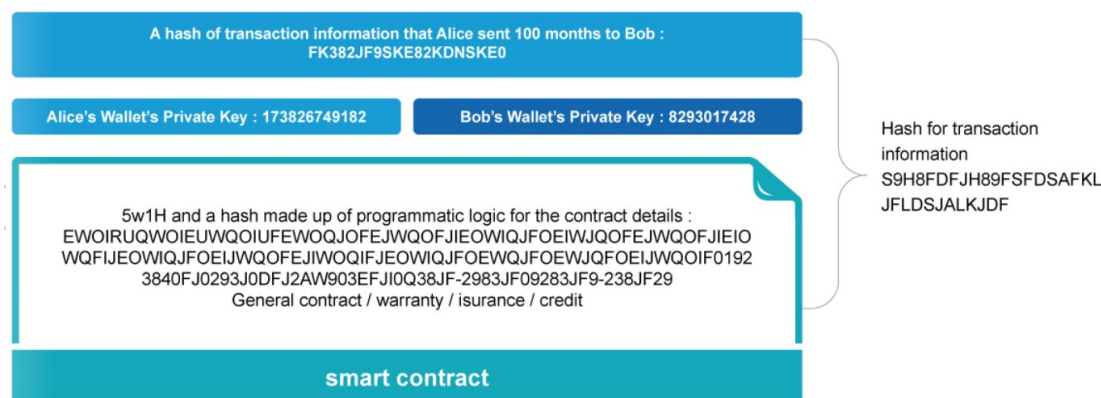 A hash of transaction information that Alice sent 100 months to Bob :
FK382JF9SKE82KDNSKE0
Alice's Wallet's Private Key : 173826749182
Bob's Wallet's Private Key : 8293017428
Hash for transaction
information
S9H8FDFJH89FSFDSAFKL
JFLDSJALKJDF
5w1H and a hash made up of programmatic logic for the contract details :
EWOIRUQWOIEUWQOIUFEWOQJOFEJWQOFJIEOWIQJFOEIWJQOFEJWQOFJIEIO
WQFIJEOWIQJFOEIJWQOFEJIWOQIFJEOWIQJFOEWQJFOEWJQFOEIJWQOIF0192
3840FJ0293J0DFJ2AW903EFJI0Q38JF-2983JF09283JF9-238JF29
General contract / warranty / isurance / credit
smart contract